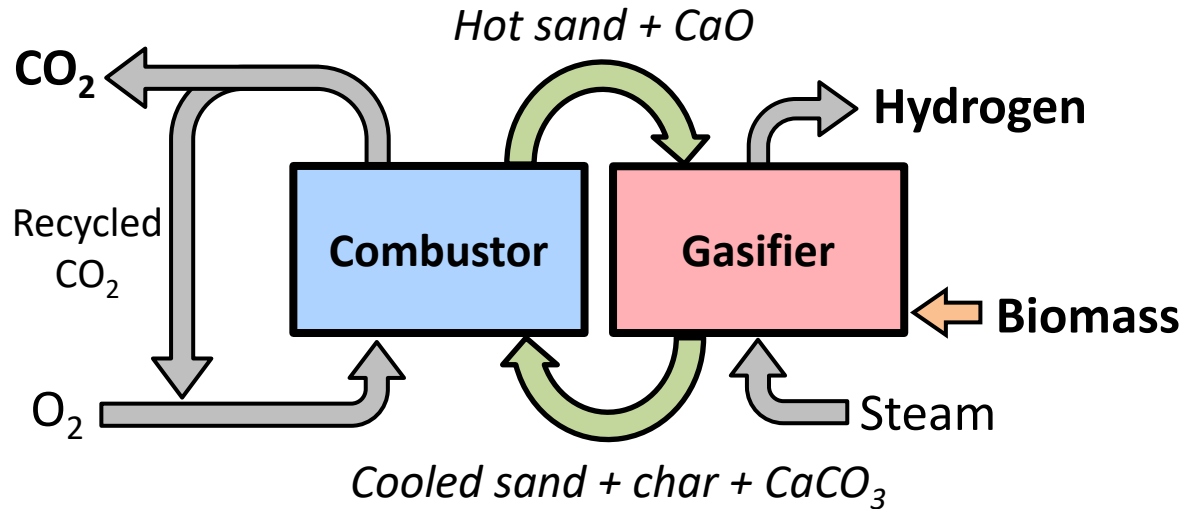 Hot sand + CaO
CO₂
Hydrogen
Recycled
CO₂
Combustor
Gasifier
Biomass
O₂
Steam
Cooled sand + char + CaCO₃